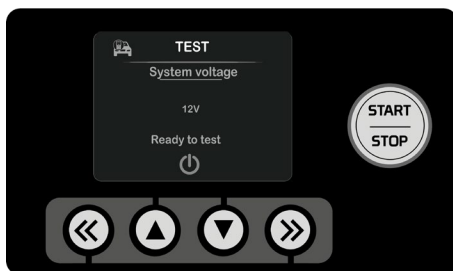 TEST
System voltage
12V
Ready to test
START
STOP